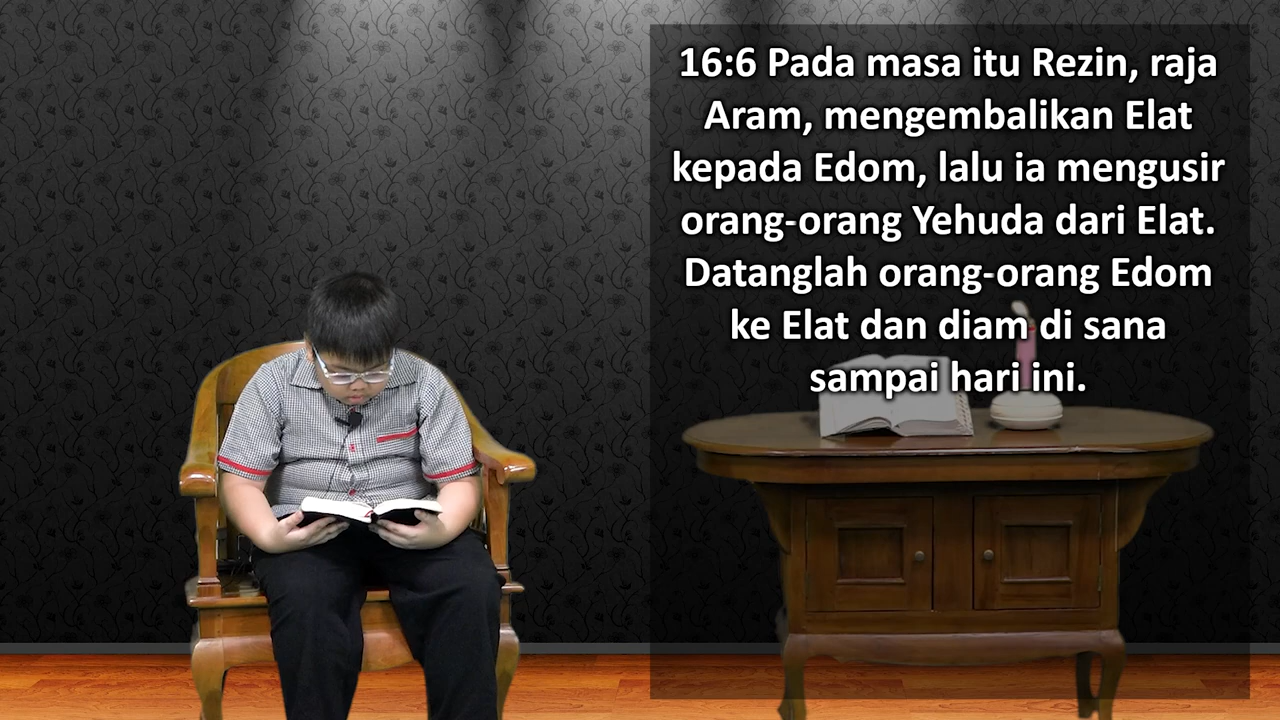 16:6 Pada masa itu Rezin, raja
Aram, mengembalikan Elat
kepada Edom, lalu ia mengusir
orang-orang Yehuda dari Elat.
Datanglah orang-orang Edom
ke Elat dan diam di sana
sampai hari ini.